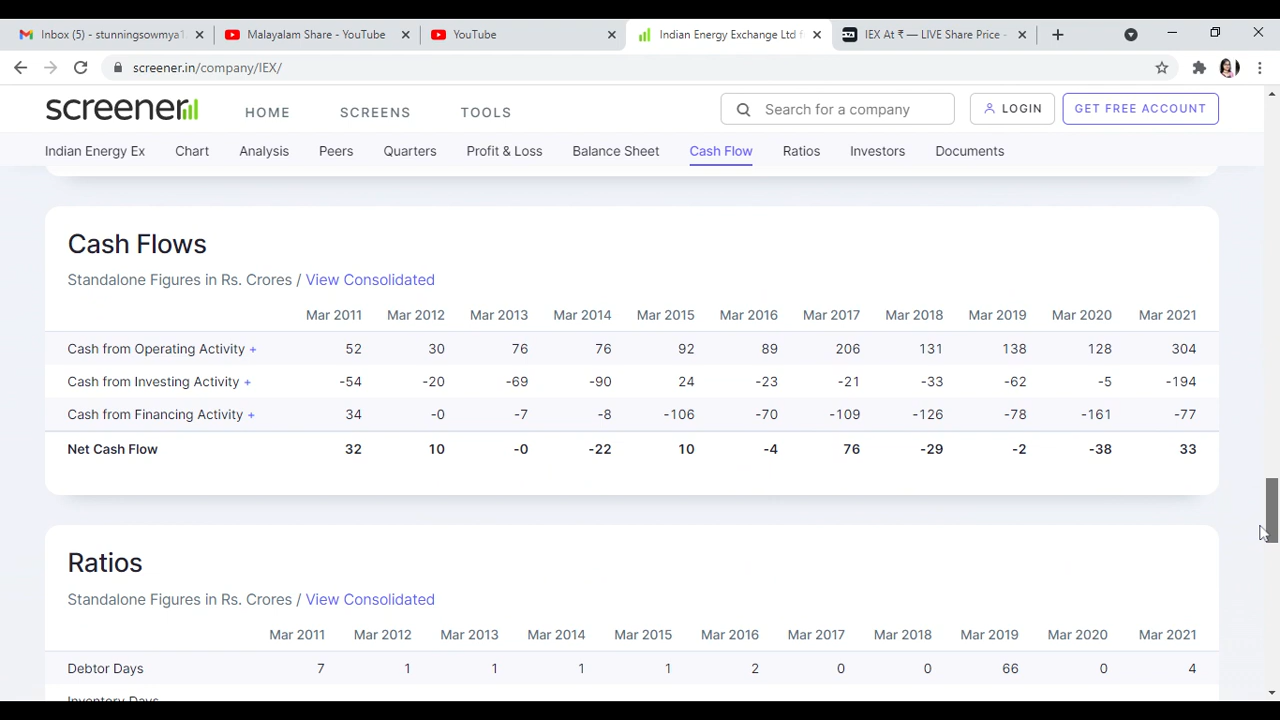 Inbox (5) - stunningsowmya1
Malayalam Share - YouTube
YouTube
Indian Energy Exchange Ltd f
IEX At ₹ — LIVE Share Price -
screener.in/company/IEX/
screener
HOME SCREENS TOOLS
Search for a company
LOGIN
GET FREE ACCOUNT
Indian Energy Ex Chart Analysis Peers Quarters Profit & Loss Balance Sheet Cash Flow Ratios Investors Documents
Cash Flows
Standalone Figures in Rs. Crores / View Consolidated
Mar 2011 Mar 2012 Mar 2013 Mar 2014 Mar 2015 Mar 2016 Mar 2017 Mar 2018 Mar 2019 Mar 2020 Mar 2021
Cash from Operating Activity + 52 30 76 76 92 89 206 131 138 128 304
Cash from Investing Activity + -54 -20 -69 -90 24 -23 -21 -33 -62 -5 -194
Cash from Financing Activity + 34 -0 -7 -8 -106 -70 -109 -126 -78 -161 -77
Net Cash Flow 32 10 -0 -22 10 -4 76 -29 -2 -38 33
Ratios
Standalone Figures in Rs. Crores / View Consolidated
Mar 2011 Mar 2012 Mar 2013 Mar 2014 Mar 2015 Mar 2016 Mar 2017 Mar 2018 Mar 2019 Mar 2020 Mar 2021
Debtor Days 7 1 1 1 1 2 0 0 66 0 4
Inventory Days